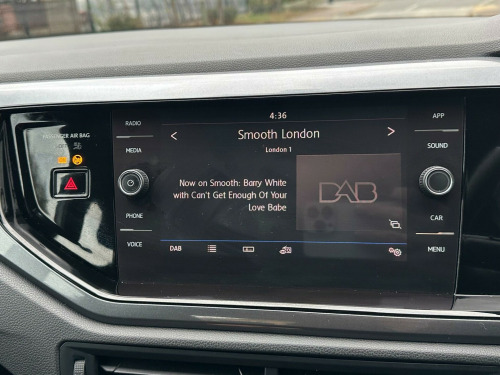 4:36
PASSENGER AIR BAG
RADIO
APP
Smooth London
MEDIA
SOUND
London 1
Now on Smooth: Barry White
with Can't Get Enough Of Your
Love Babe
DAB
PHONE
CAR
VOICE
DAB
MENU